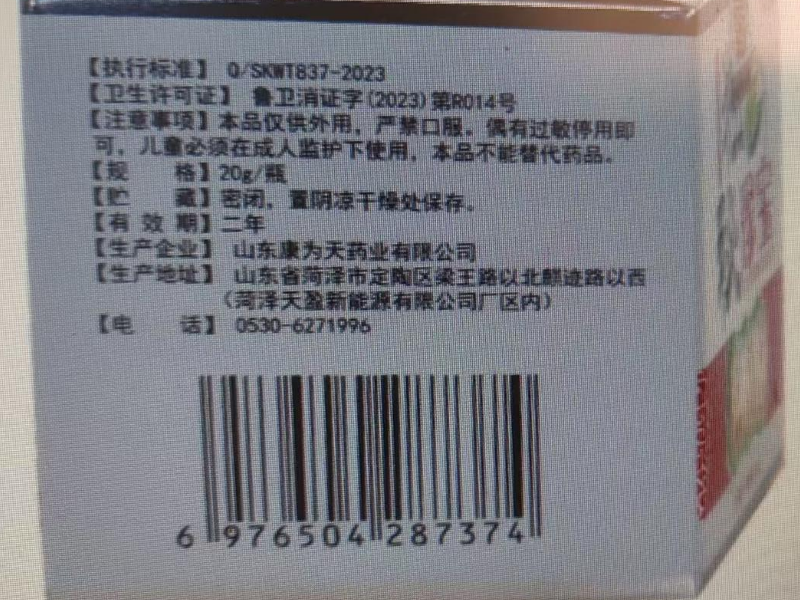 【执行标准】 Q/SKWT837-2023
【卫生许可证】 鲁卫消证字(2023)第R014号
【注意事项】本品仅供外用，严禁口服。偶有过敏停用即
可，儿童必须在成人监护下使用，本品不能替代药品。
【规 格】20g/瓶
【贮 藏】密闭，置阴凉干燥处保存。
【有 效 期】二年
【生产企业】 山东康为天药业有限公司
【生产地址】 山东省菏泽市定陶区梁王路以北麒迹路以西
（菏泽天盈新能源有限公司厂区内）
【电 话】 0530-6271996
6 976504 287374